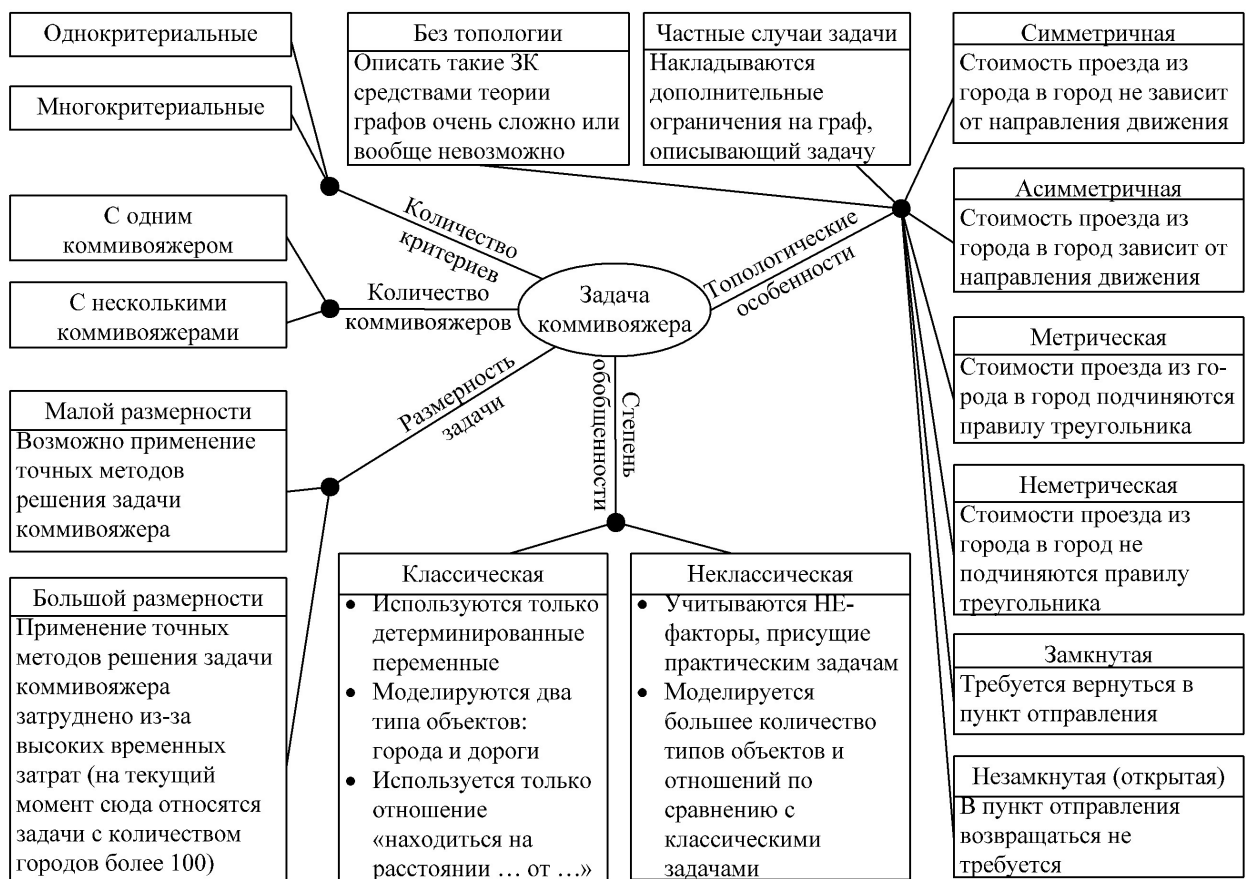 Однокритериальные
Многокритериальные
С одним
коммивояжером
С несколькими
коммивояжерами
Малой размерности
Возможно применение
точных методов
решения задачи
коммивояжера
Большой размерности
Применение точных
методов решения задачи
коммивояжера
затруднено из-за
высоких временных
затрат (на текущий
момент сюда относятся
задачи с количеством
городов более 100)
Без топологии
Описать такие ЗК
средствами теории
графов очень сложно или
вообще невозможно
Частные случаи задачи
Накладываются
дополнительные
ограничения на граф,
описывающий задачу
Количество
критериев
Количество
коммивояжеров
Размерность
задачи
Задача
коммивояжера
Топологические
особенности
Степень
обобщенности
Классическая
• Используются только
детерминированные
переменные
• Моделируются два
типа объектов:
города и дороги
• Используется только
отношение
«находиться на
расстоянии … от …»
Неклассическая
• Учитываются НЕ-
факторы, присущие
практическим задачам
• Моделируется
большее количество
типов объектов и
отношений по
сравнению с
классическими
задачами
Симметричная
Стоимость проезда из
города в город не зависит
от направления движения
Асимметричная
Стоимость проезда из
города в город зависит от
направления движения
Метрическая
Стоимости проезда из го-
рода в город подчиняются
правилу треугольника
Неметрическая
Стоимости проезда из
города в город не
подчиняются правилу
треугольника
Замкнутая
Требуется вернуться в
пункт отправления
Незамкнутая (открытая)
В пункт отправления
возвращаться не
требуется